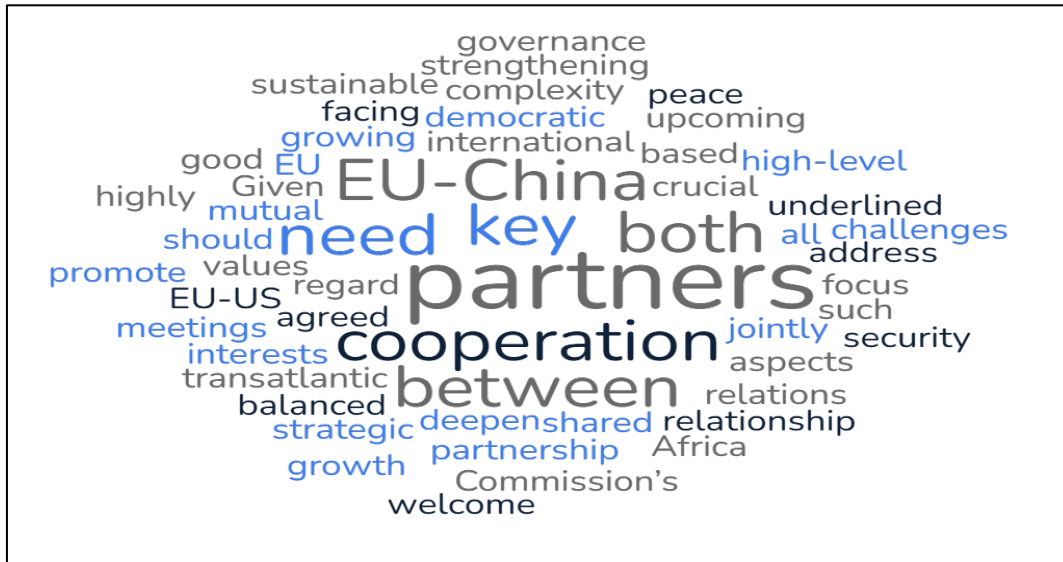 governance
strengthening
sustainable complexity peace
facing democratic upcoming
growing international based high-level
good EU EU-China crucial
highly Given underlined
mutual need key both all challenges
should address
promote values regard partners focus
EU-US such
meetings agreed cooperation jointly security
interests aspects
transatlantic between relations
balanced deepen shared relationship
strategic partnership Africa
growth Commission’s
welcome